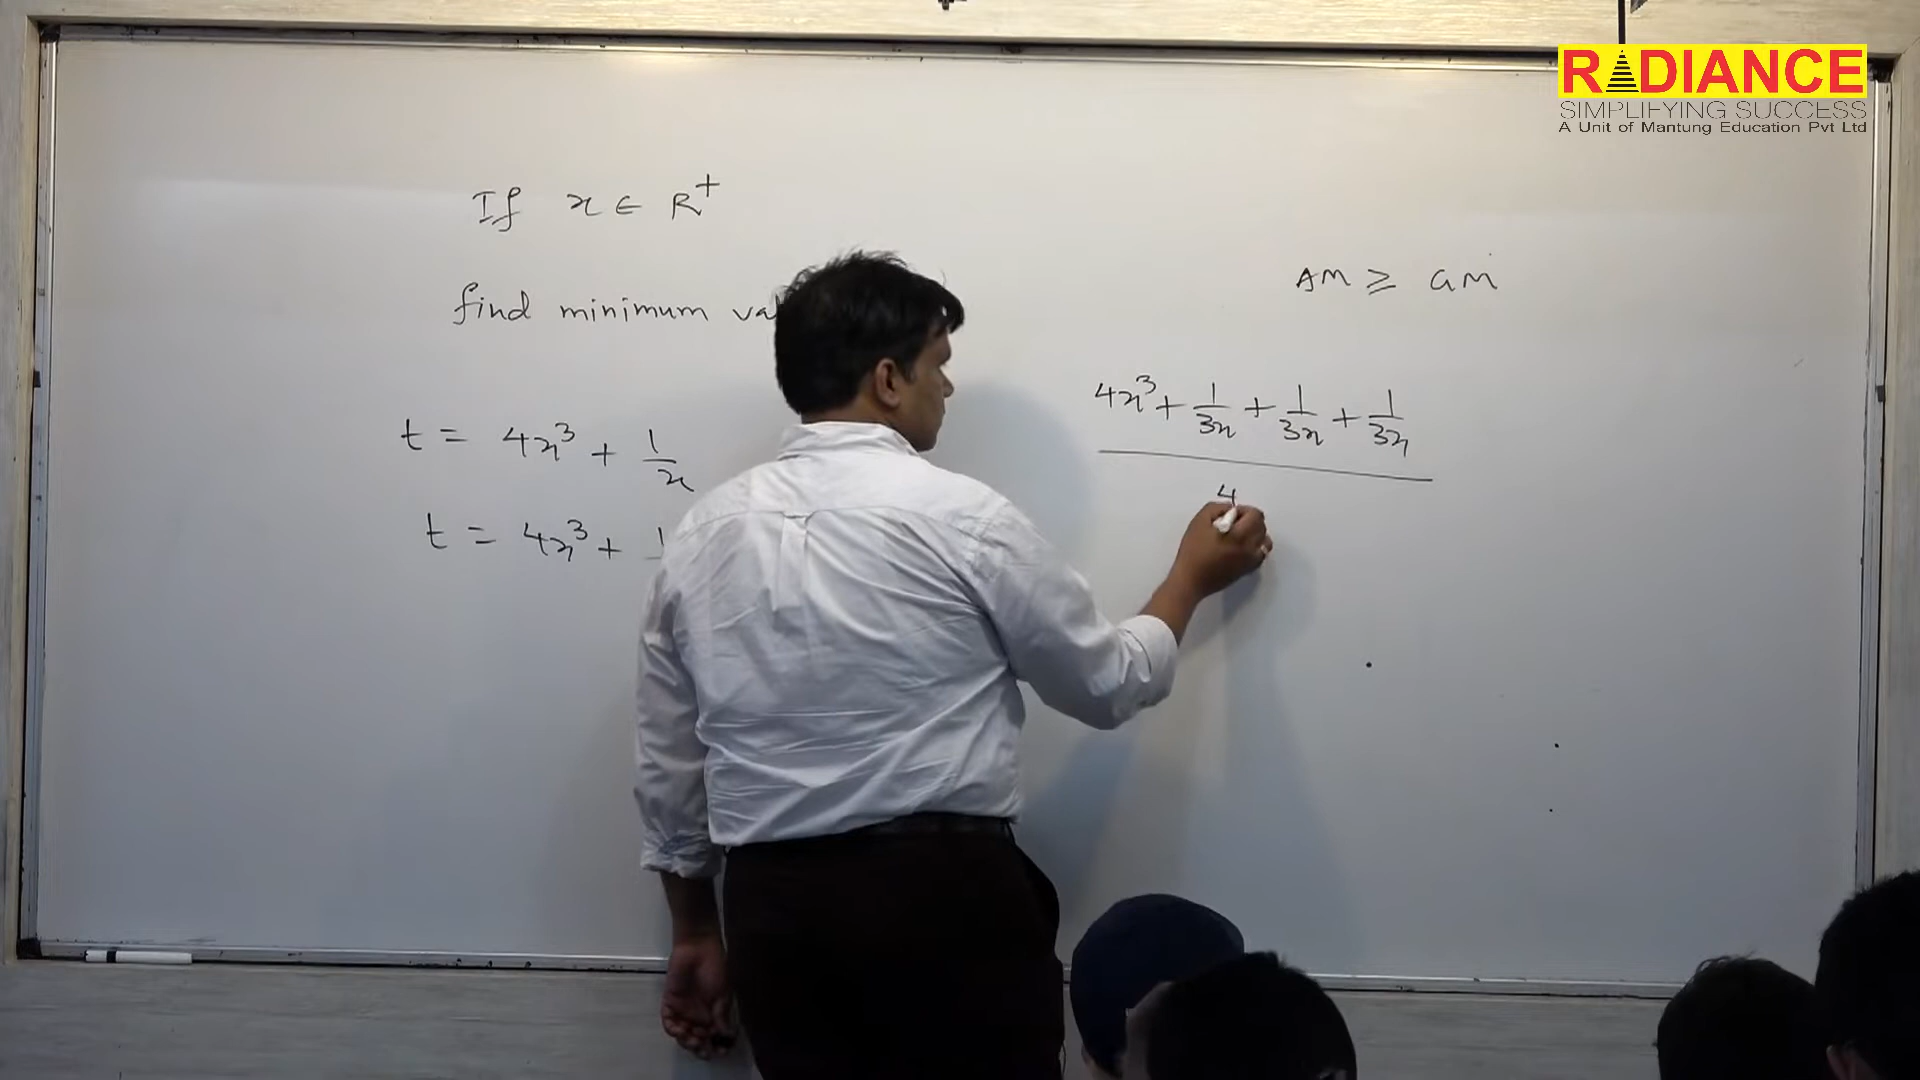 RADIANCE
SIMPLIFYING SUCCESS
A Unit of Mantung Education Pvt Ltd
If x ∈ R⁺
find minimum
t = 4x³ + 1/x
t = 4x³ +
AM ≥ GM
4x³ + 1/3x + 1/3x + 1/3x
4